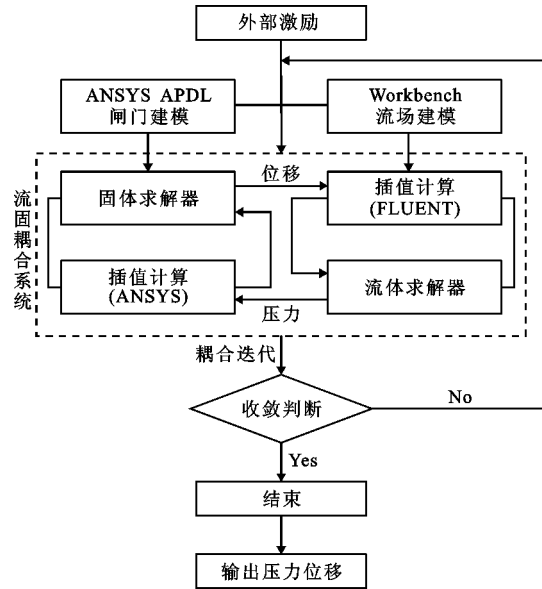 外部激励
ANSYS APDL
闸门建模
Workbench
流场建模
流固耦合系统
固体求解器
位移
插值计算
(FLUENT)
插值计算
(ANSYS)
压力
流体求解器
耦合迭代
收敛判断
No
Yes
结束
输出压力位移